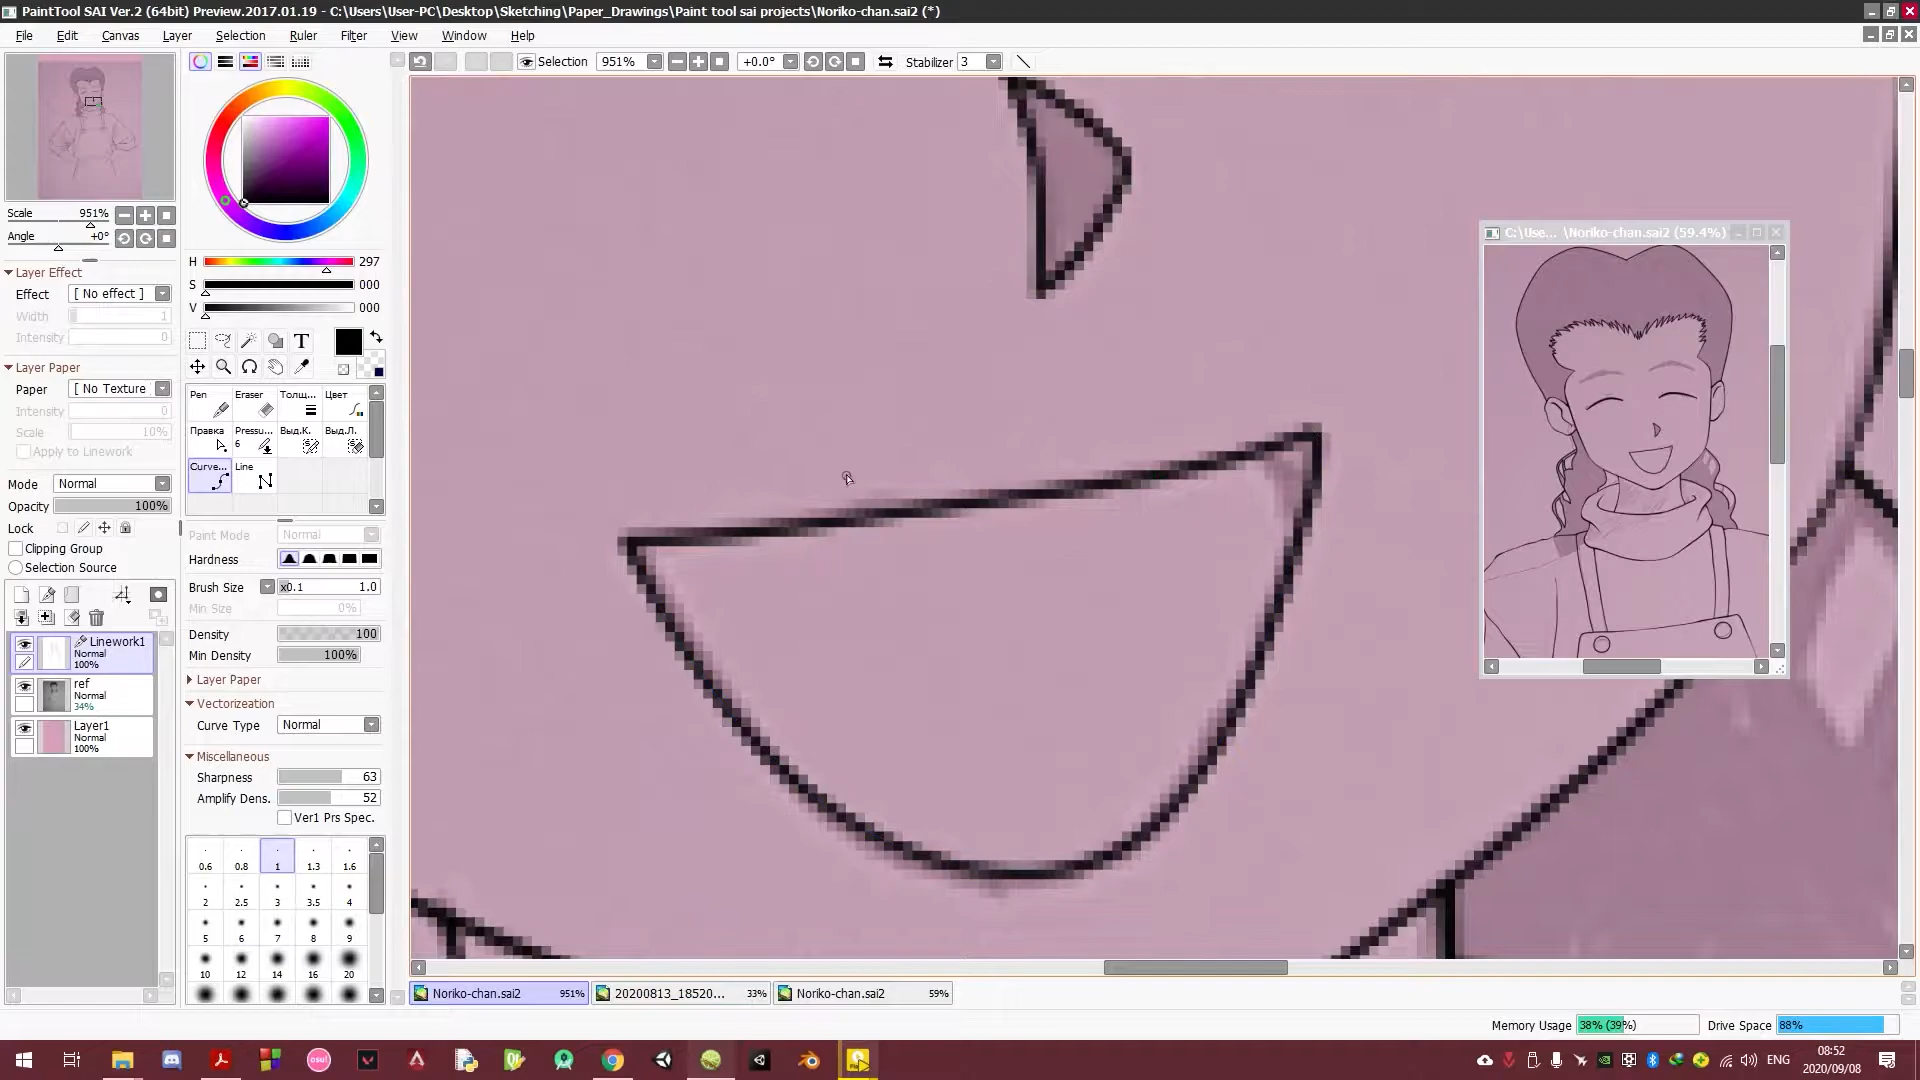 PaintTool SAI Ver.2 (64bit) Preview.2017.01.19 - C:\Users\User-PC\Desktop\Sketching\Paper_Drawings\Paint tool sai projects\Noriko-chan.sai2 (*)
File Edit Canvas Layer Selection Ruler Filter View Window Help
Selection 951% +0.0° Stabilizer 3
Scale 951%
Angle +0°
Layer Effect
Effect [ No effect ]
Width 1
Intensity 0
Layer Paper
Paper [ No Texture
Intensity 0
Scale 10%
Apply to Linework
Mode Normal
Opacity 100%
Lock
Clipping Group
Selection Source
Linework1
Normal
100%
ref
Normal
34%
Layer1
Normal
100%
H 297
S 000
V 000
T
Pen Eraser Толщ... Цвет
Правка Pressu... Выд.К. Выд.Л.
6
Curve... Line
Paint Mode Normal
Hardness
Brush Size x0.1 1.0
Min Size 0%
Density 100
Min Density 100%
Layer Paper
Vectorizeation
Curve Type Normal
Miscellaneous
Sharpness 63
Amplify Dens. 52
Ver1 Prs Spec.
0.6 0.8 1 1.3 1.6
2 2.5 3 3.5 4
5 6 7 8 9
10 12 14 16 20
C:\Use... \Noriko-chan.sai2 (59.4%)
Noriko-chan.sai2 951% 20200813_18520... 33% Noriko-chan.sai2 59%
Memory Usage 38% (39%) Drive Space 88%
osu!
ENG
08:52
2020/09/08